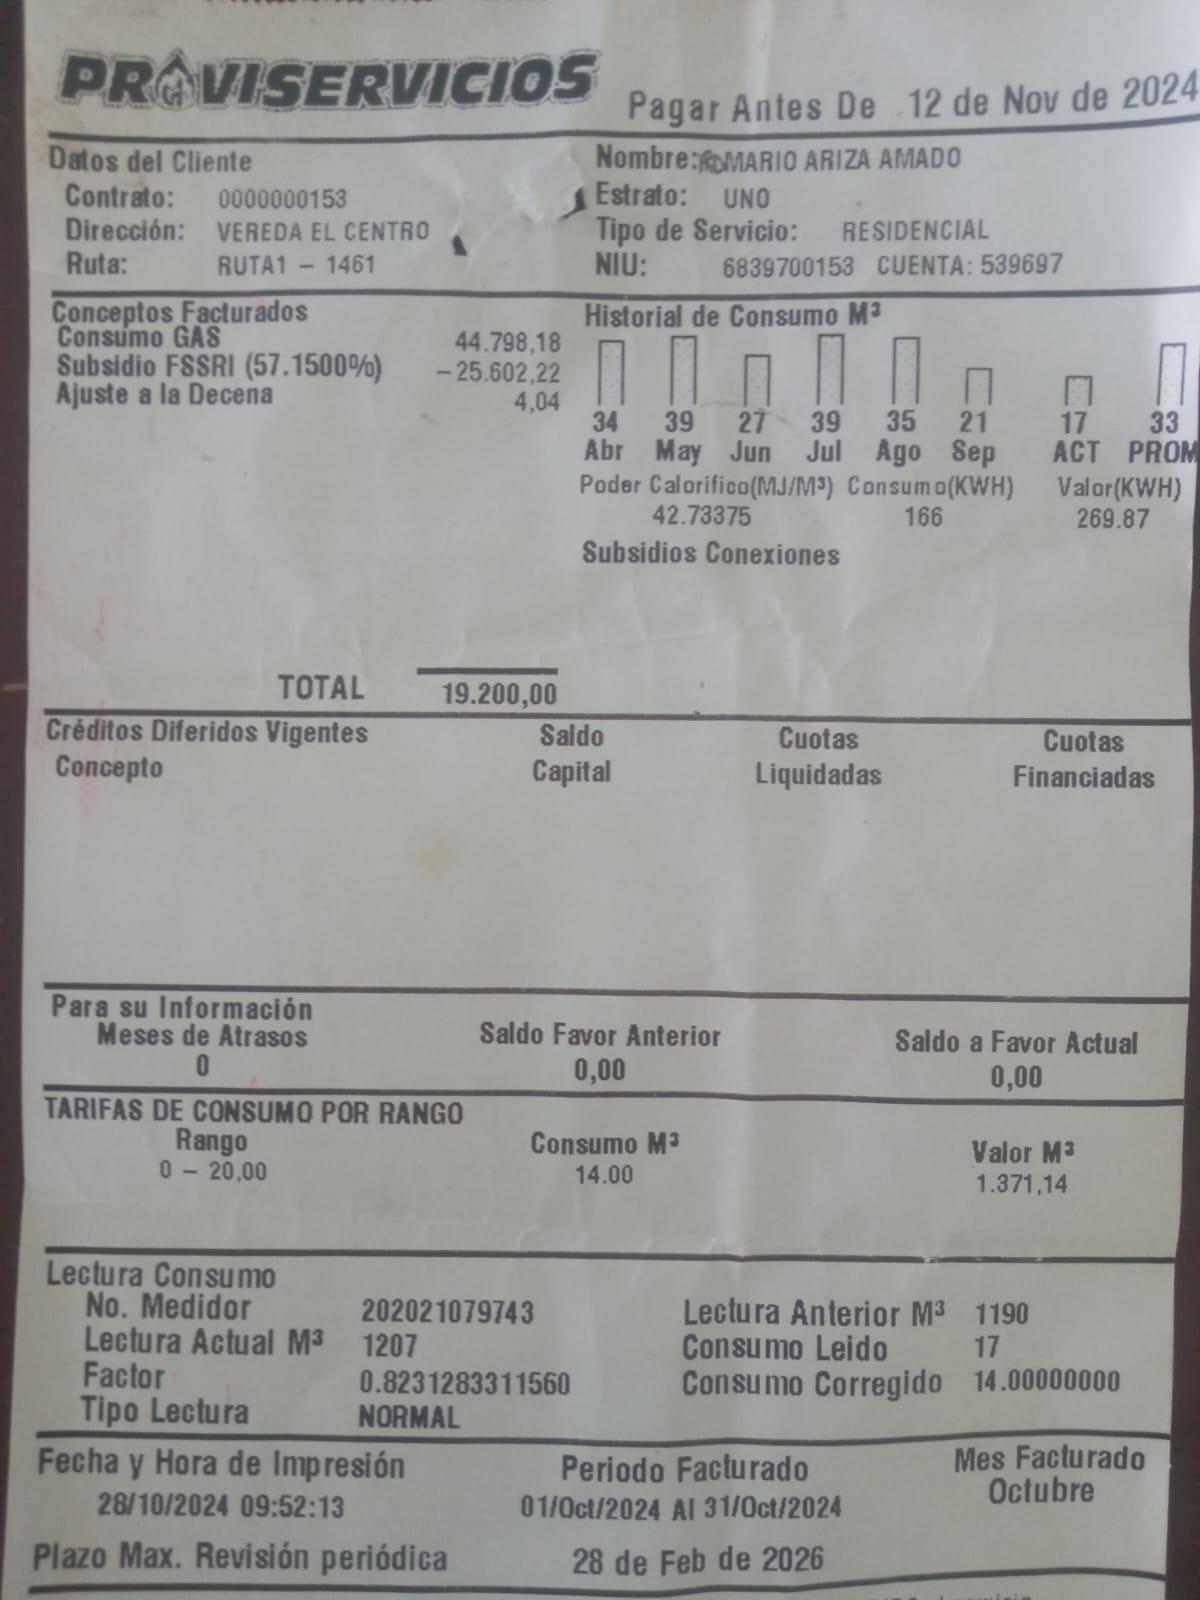 PROVISERVICIOS
Pagar Antes De 12 de Nov de 2024
Datos del Cliente
Contrato: 0000000153
Dirección: VEREDA EL CENTRO
Ruta: RUTA1 – 1461
Nombre: ROMARIO ARIZA AMADO
Estrato: UNO
Tipo de Servicio: RESIDENCIAL
NIU: 6839700153 CUENTA: 539697
Conceptos Facturados
Consumo GAS 44.798,18
Subsidio FSSRI (57.1500%) –25.602,22
Ajuste a la Decena 4,04
Historial de Consumo M³
34 39 27 39 35 21 17 33
Abr May Jun Jul Ago Sep ACT PROM
Poder Calorifico(MJ/M³) Consumo(KWH) Valor(KWH)
42.73375 166 269.87
Subsidios Conexiones
TOTAL 19.200,00
Créditos Diferidos Vigentes Saldo Cuotas Cuotas
Concepto Capital Liquidadas Financiadas
Para su Información
Meses de Atrasos Saldo Favor Anterior Saldo a Favor Actual
0 0,00 0,00
TARIFAS DE CONSUMO POR RANGO
Rango Consumo M³ Valor M³
0 – 20,00 14.00 1.371,14
Lectura Consumo
No. Medidor 202021079743 Lectura Anterior M³ 1190
Lectura Actual M³ 1207 Consumo Leido 17
Factor 0.8231283311560 Consumo Corregido 14.00000000
Tipo Lectura NORMAL
Fecha y Hora de Impresión Periodo Facturado Mes Facturado
28/10/2024 09:52:13 01/Oct/2024 Al 31/Oct/2024 Octubre
Plazo Max. Revisión periódica 28 de Feb de 2026